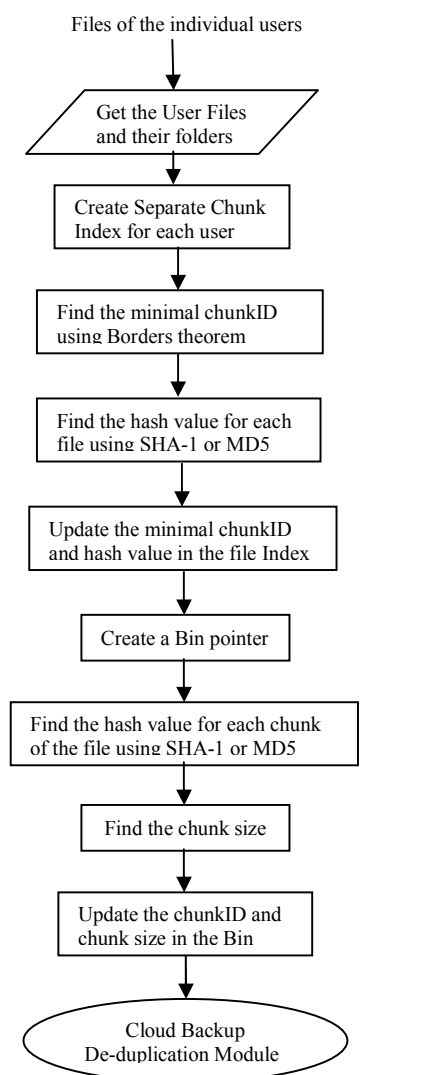 Files of the individual users
Get the User Files
and their folders
Create Separate Chunk
Index for each user
Find the minimal chunkID
using Borders theorem
Find the hash value for each
file using SHA-1 or MD5
Update the minimal chunkID
and hash value in the file Index
Create a Bin pointer
Find the hash value for each chunk
of the file using SHA-1 or MD5
Find the chunk size
Update the chunkID and
chunk size in the Bin
Cloud Backup
De-duplication Module